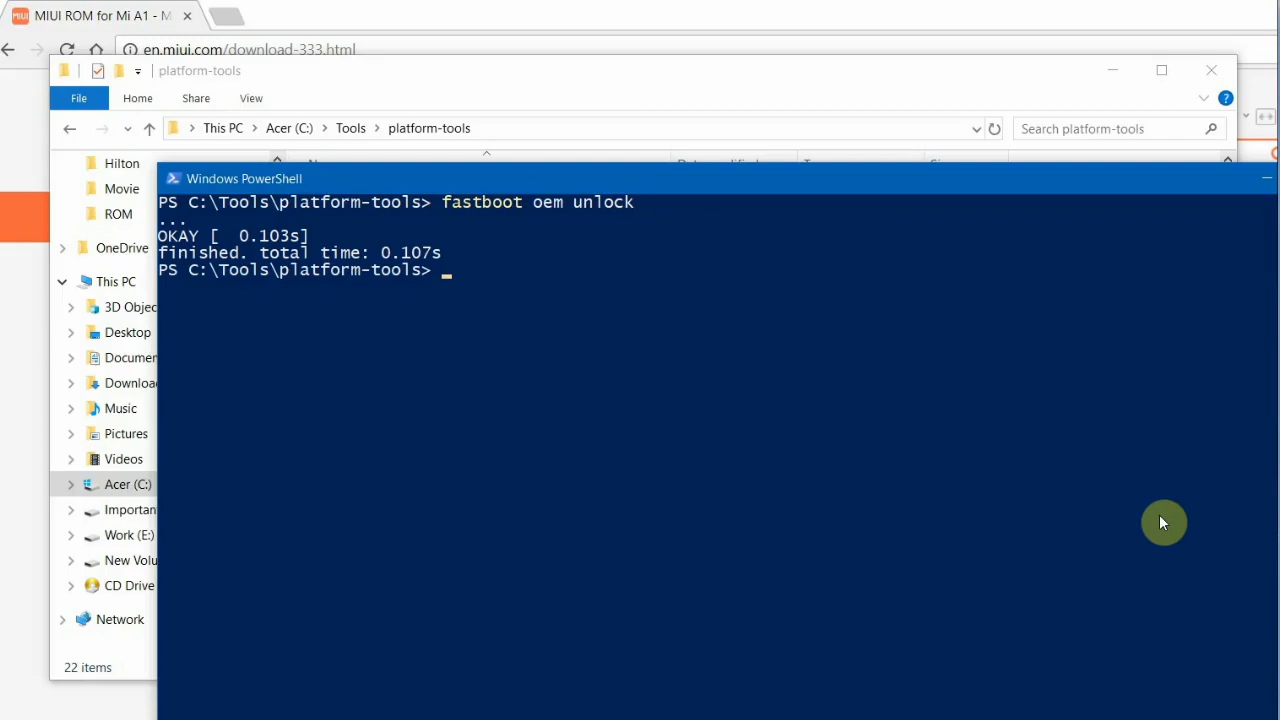 MIUI ROM for Mi A1 - M
en.miui.com/download-333.html
platform-tools
File Home Share View
This PC > Acer (C:) > Tools > platform-tools
Search platform-tools
Hilton
Movie
ROM
OneDrive
This PC
3D Objec
Desktop
Documen
Downloa
Music
Pictures
Videos
Acer (C:)
Importan
Work (E:)
New Volu
CD Drive
Network
22 items
Windows PowerShell
PS C:\Tools\platform-tools> fastboot oem unlock
...
OKAY [  0.103s]
finished. total time: 0.107s
PS C:\Tools\platform-tools> _